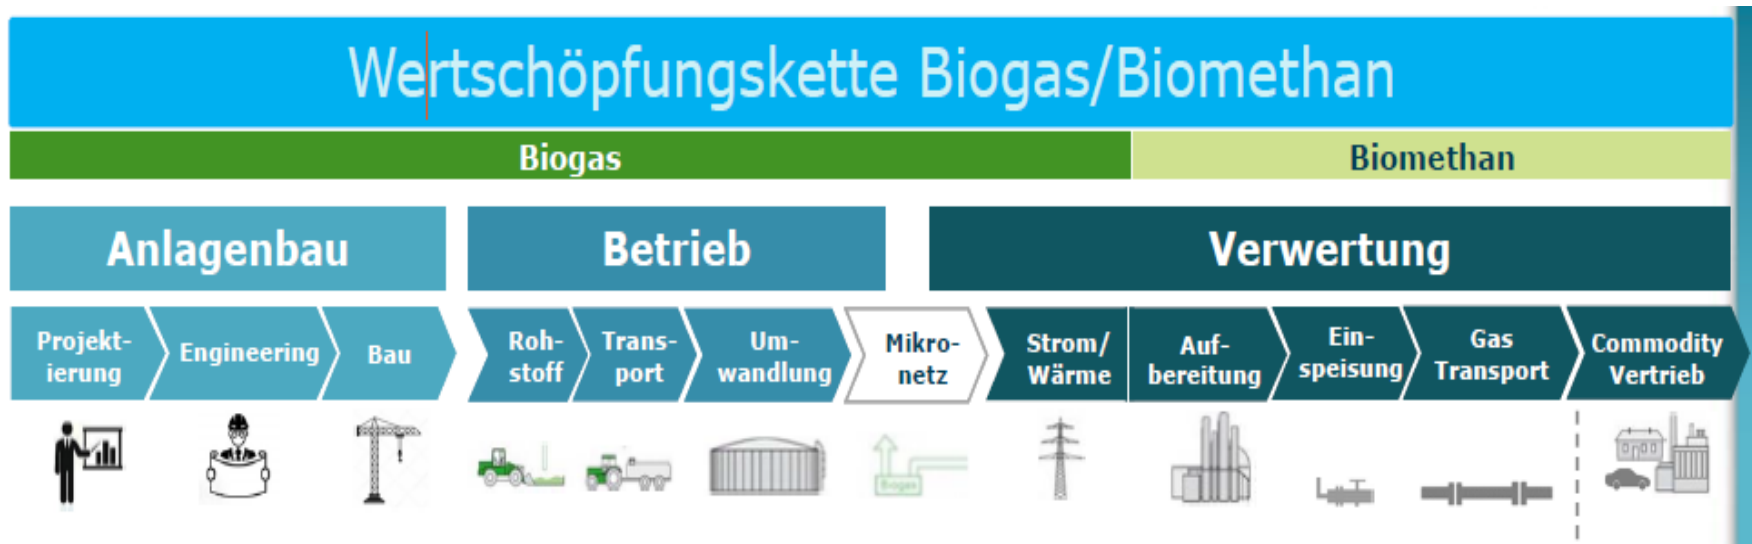 Wertschöpfungskette Biogas/Biomethan
Biogas
Biomethan
Anlagenbau
Betrieb
Verwertung
Projekt-
ierung
Engineering
Bau
Roh-
stoff
Trans-
port
Um-
wandlung
Mikro-
netz
Strom/
Wärme
Auf-
bereitung
Ein-
speisung
Gas
Transport
Commodity
Vertrieb
Biogas